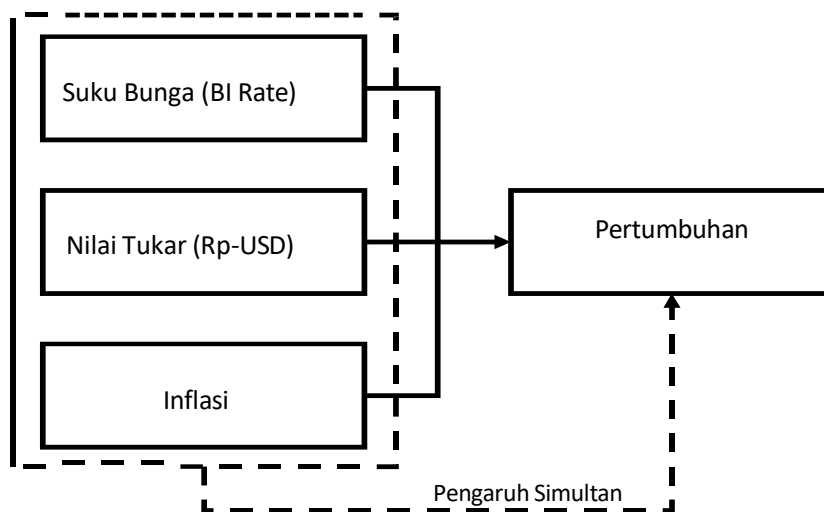 Suku Bunga (BI Rate)
Nilai Tukar (Rp-USD)
Pertumbuhan
Inflasi
Pengaruh Simultan